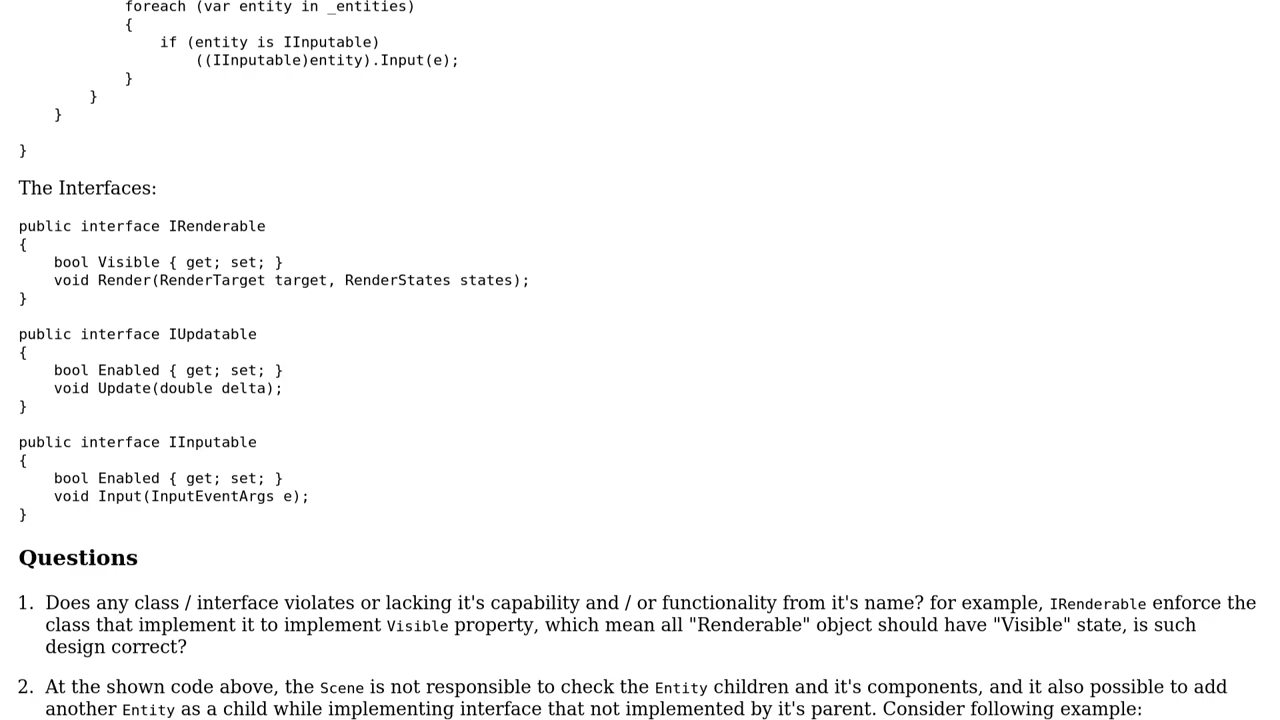 foreach (var entity in _entities)
            {
                if (entity is IInputable)
                    ((IInputable)entity).Input(e);
            }
        }
    }
}
The Interfaces:
public interface IRenderable
{
    bool Visible { get; set; }
    void Render(RenderTarget target, RenderStates states);
}
public interface IUpdatable
{
    bool Enabled { get; set; }
    void Update(double delta);
}
public interface IInputable
{
    bool Enabled { get; set; }
    void Input(InputEventArgs e);
}
Questions
1. Does any class / interface violates or lacking it's capability and / or functionality from it's name? for example, IRenderable enforce the
class that implement it to implement Visible property, which mean all "Renderable" object should have "Visible" state, is such
design correct?
2. At the shown code above, the Scene is not responsible to check the Entity children and it's components, and it also possible to add
another Entity as a child while implementing interface that not implemented by it's parent. Consider following example: